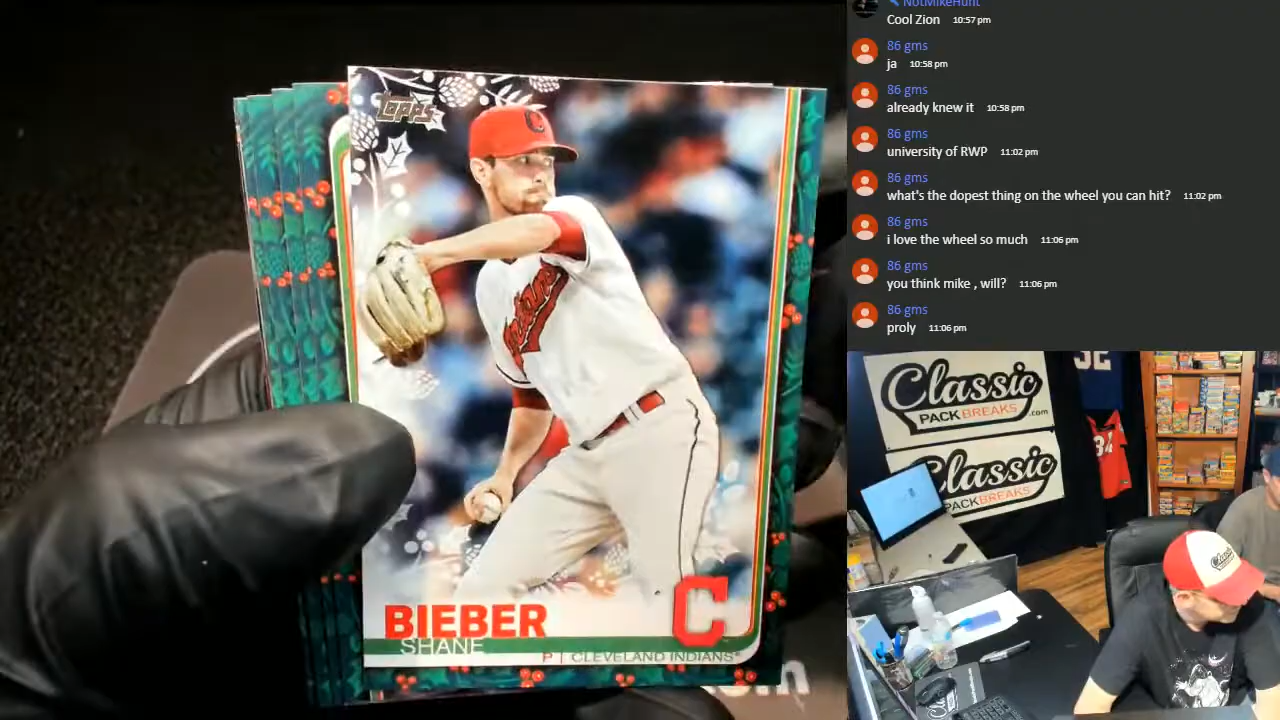 topps
Indians
BIEBER
SHANE
P | CLEVELAND INDIANS
C
NotMikeHunt
Cool Zion 10:57 pm
86 gms
ja 10:58 pm
86 gms
already knew it 10:58 pm
86 gms
university of RWP 11:02 pm
86 gms
what's the dopest thing on the wheel you can hit? 11:02 pm
86 gms
i love the wheel so much 11:06 pm
86 gms
you think mike , will? 11:06 pm
86 gms
proly 11:06 pm
Classic
PACK BREAKS.com
Classic
PACK BREAKS
Classic